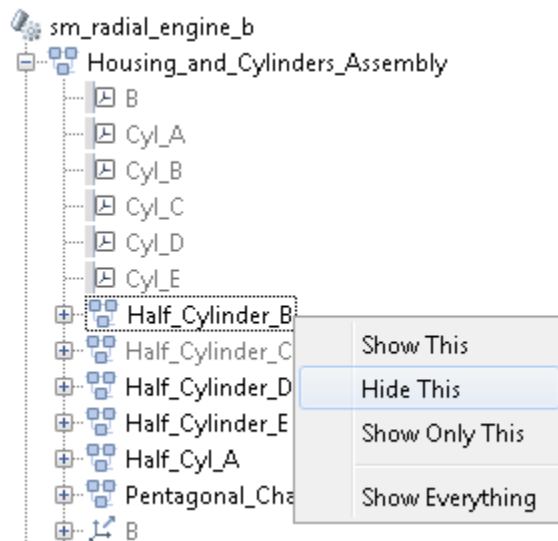 sm_radial_engine_b
Housing_and_Cylinders_Assembly
B
Cyl_A
Cyl_B
Cyl_C
Cyl_D
Cyl_E
Half_Cylinder_B
Half_Cylinder_C
Half_Cylinder_D
Half_Cylinder_E
Half_Cyl_A
Pentagonal_Cha
B
Show This
Hide This
Show Only This
Show Everything